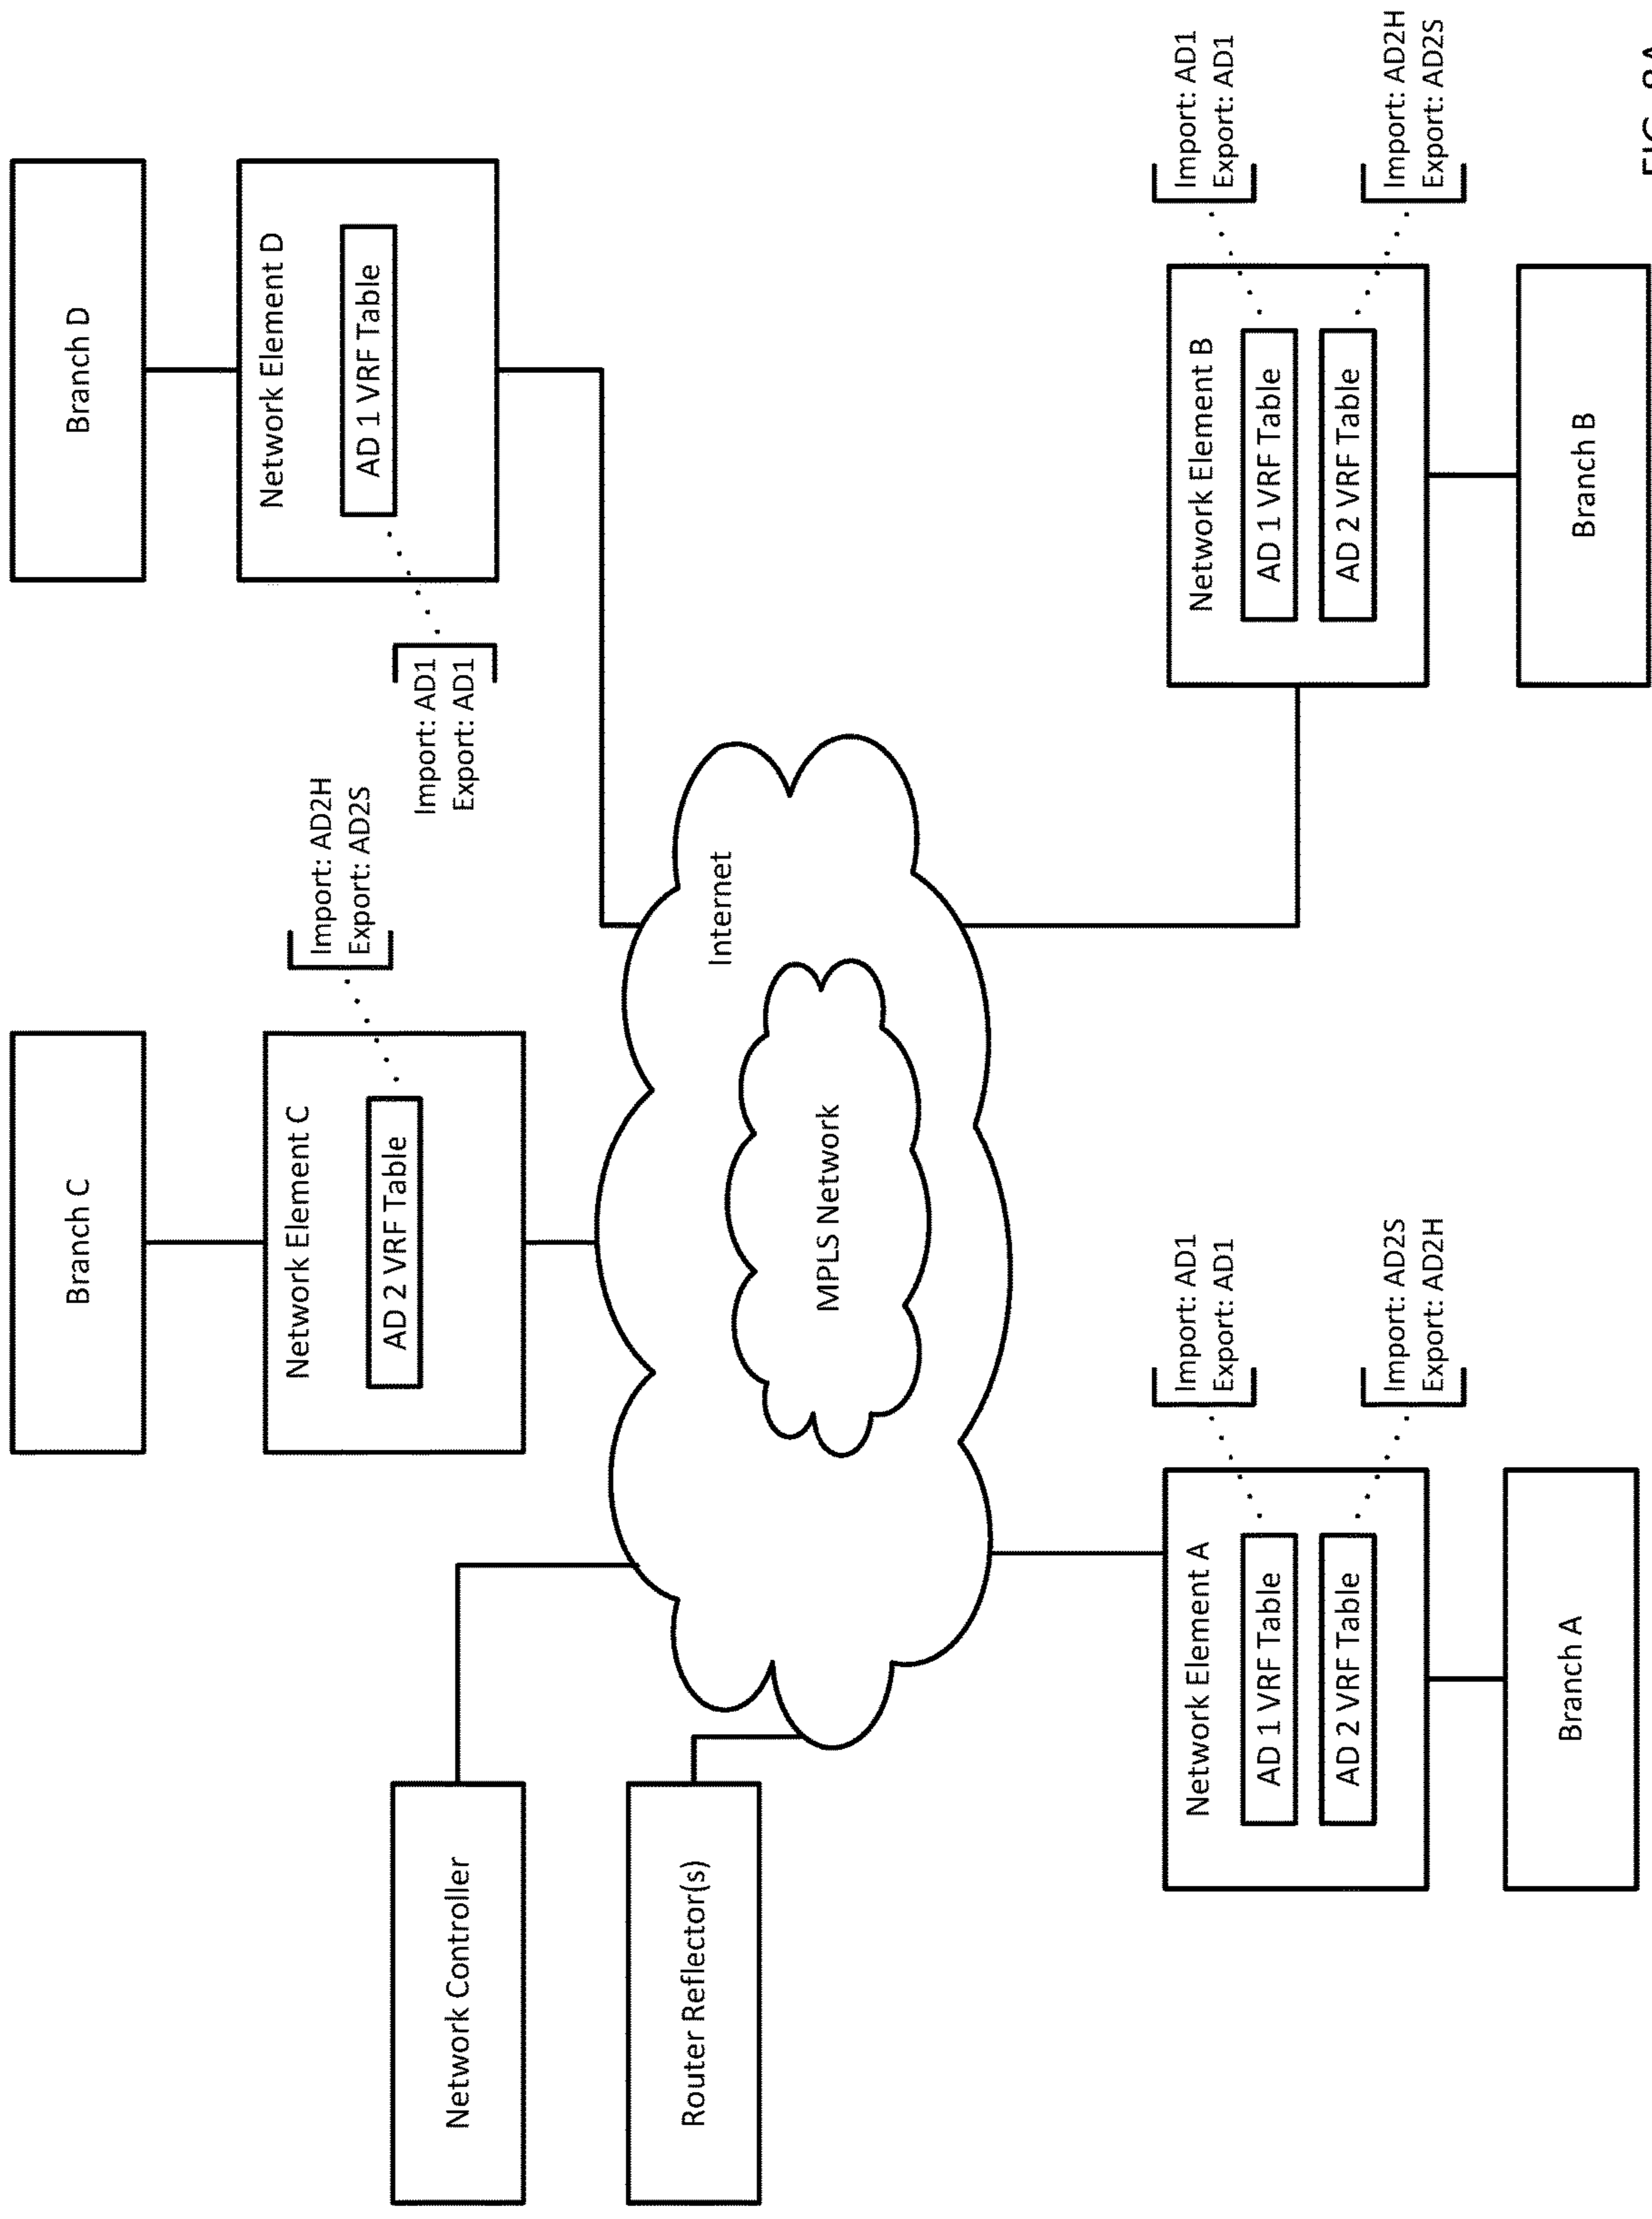 Branch C
Branch D
Network Element C
AD 2 VRF Table
Import: AD2H
Export: AD2S
Network Element D
AD 1 VRF Table
Import: AD1
Export: AD1
Network Controller
Router Reflector(s)
Internet
MPLS Network
Network Element A
AD 1 VRF Table
AD 2 VRF Table
Import: AD1
Export: AD1
Import: AD2S
Export: AD2H
Branch A
Network Element B
AD 1 VRF Table
AD 2 VRF Table
Import: AD1
Export: AD1
Import: AD2H
Export: AD2S
Branch B
FIG. 8A